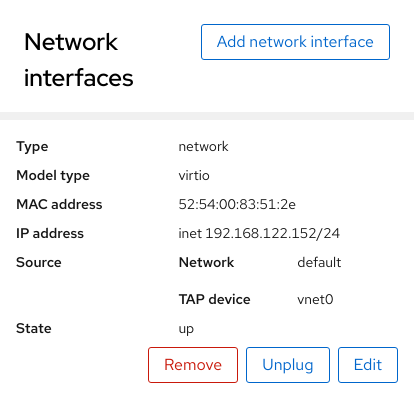 Network
interfaces
Add network interface
Type network
Model type virtio
MAC address 52:54:00:83:51:2e
IP address inet 192.168.122.152/24
Source Network default
TAP device vnet0
State up
Remove Unplug Edit